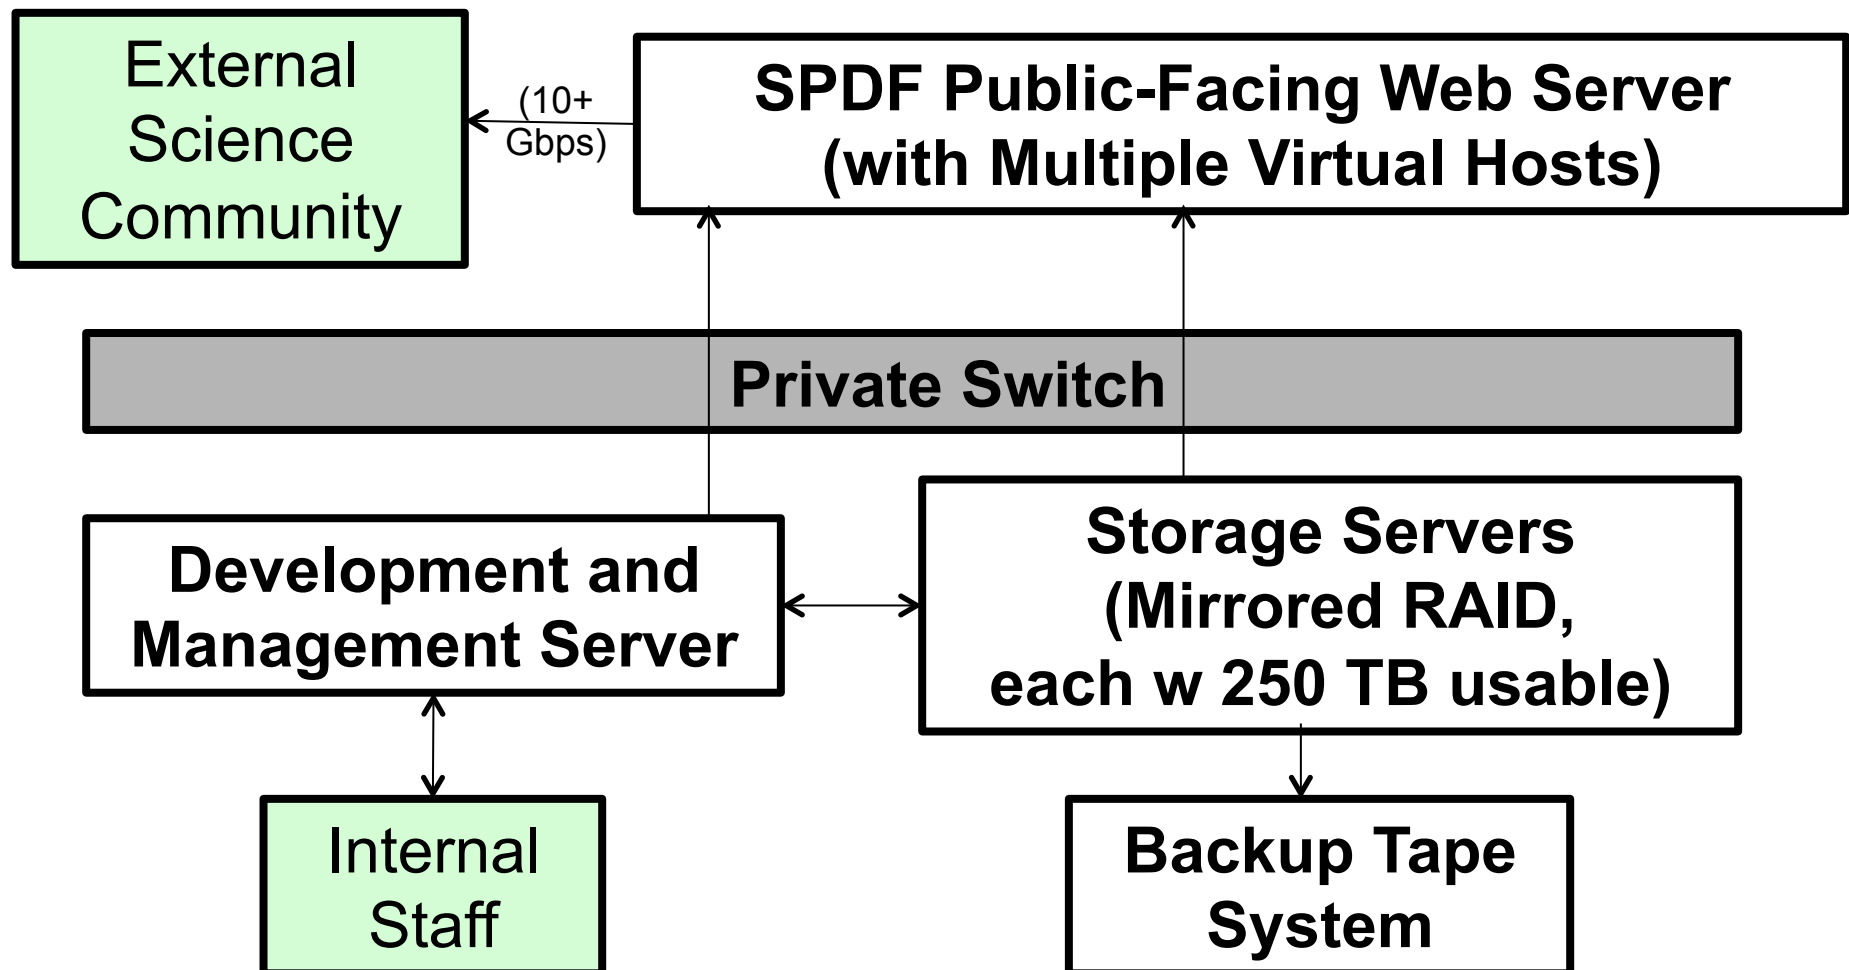 External
Science
Community
(10+
Gbps)
SPDF Public-Facing Web Server
(with Multiple Virtual Hosts)
Private Switch
Development and
Management Server
Storage Servers
(Mirrored RAID,
each w 250 TB usable)
Internal
Staff
Backup Tape
System